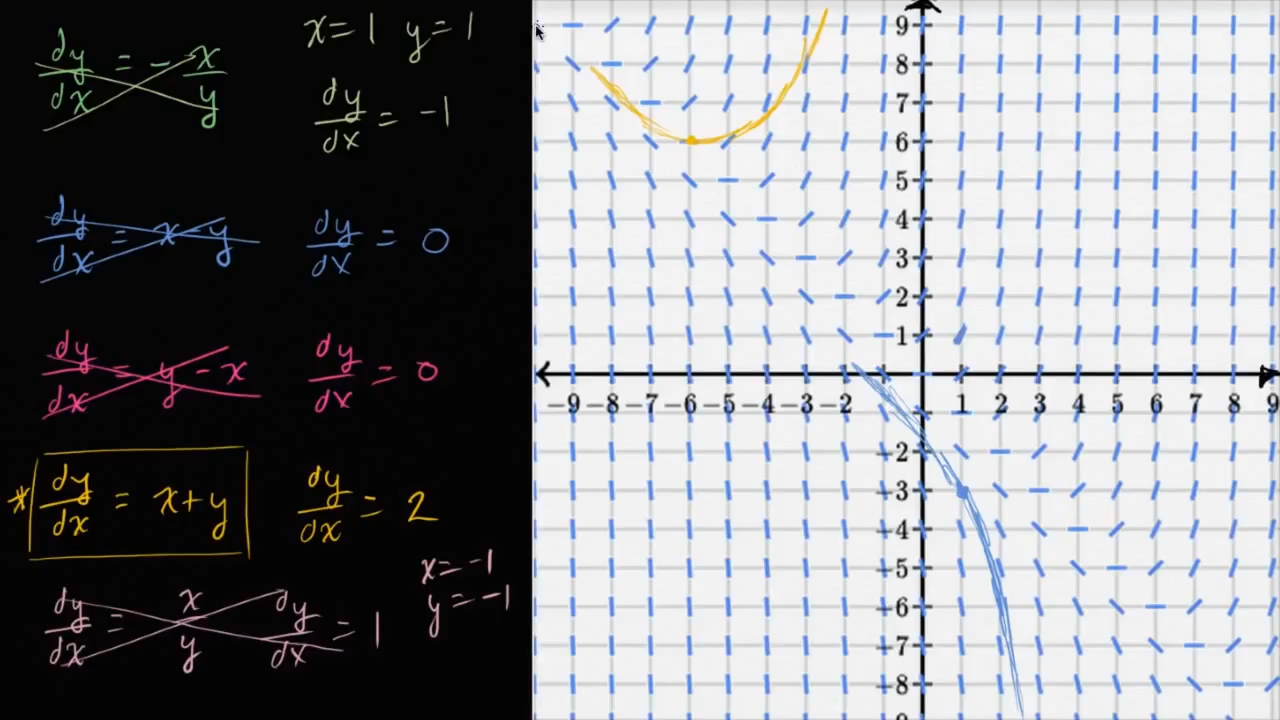 dy/dx = - x/y
x=1 y=1
dy/dx = -1
dy/dx = x-y
dy/dx = 0
dy/dx = y-x
dy/dx = 0
* dy/dx = x+y
dy/dx = 2
dy/dx = x/y
dy/dx = 1
x=-1
y=-1
9
8
7
6
5
4
3
2
1
-9 -8 -7 -6 -5 -4 -3 -2 1 2 3 4 5 6 7 8 9
-2
-3
-4
-5
-6
-7
-8